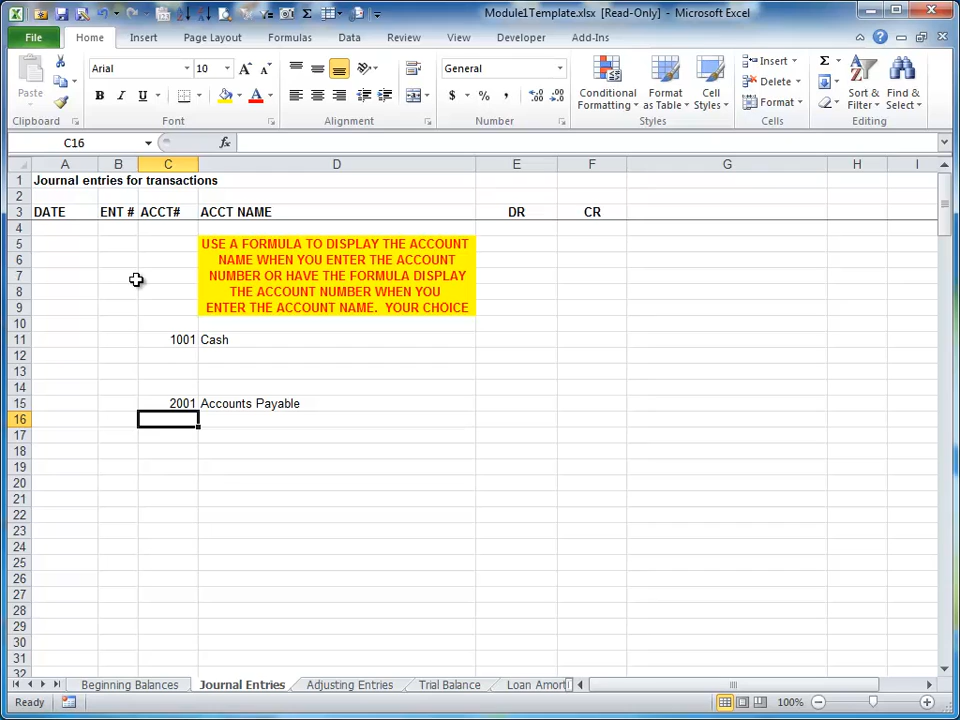 Module1Template.xlsx [Read-Only] - Microsoft Excel
File Home Insert Page Layout Formulas Data Review View Developer Add-Ins
Paste
Arial 10
General
Conditional Formatting
Format as Table
Cell Styles
Insert
Delete
Format
Sort & Filter
Find & Select
Clipboard Font Alignment Number Styles Cells Editing
C16 fx
A B C D E F G H I
1 Journal entries for transactions
2
3 DATE ENT # ACCT# ACCT NAME DR CR
4
5 USE A FORMULA TO DISPLAY THE ACCOUNT
6 NAME WHEN YOU ENTER THE ACCOUNT
7 NUMBER OR HAVE THE FORMULA DISPLAY
8 THE ACCOUNT NUMBER WHEN YOU
9 ENTER THE ACCOUNT NAME. YOUR CHOICE
10
11 1001 Cash
12
13
14
15 2001 Accounts Payable
16
17
18
19
20
21
22
23
24
25
26
27
28
29
30
31
32
Beginning Balances Journal Entries Adjusting Entries Trial Balance Loan Amort
Ready 100%